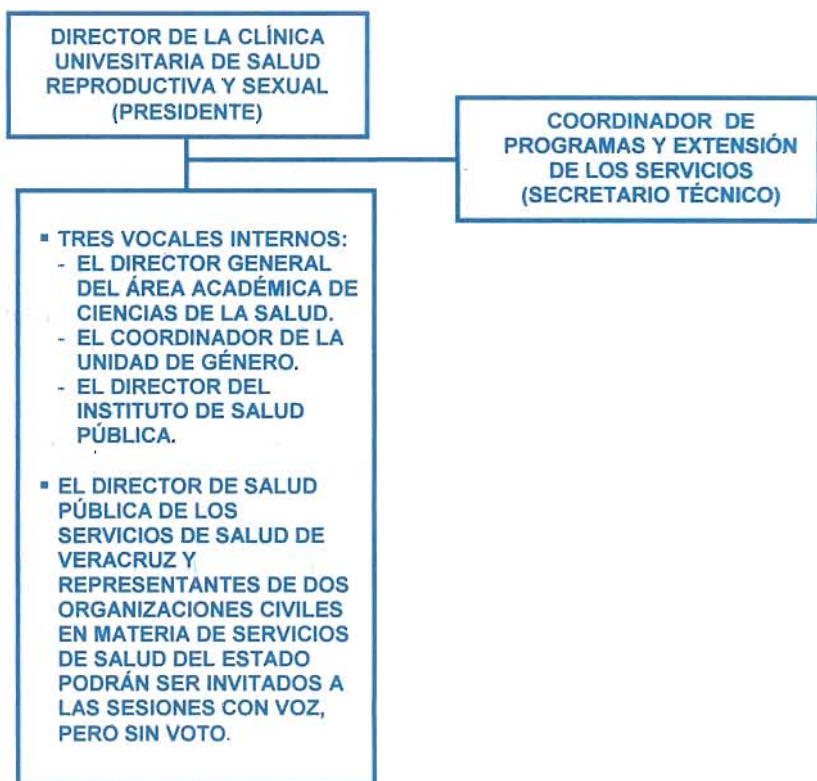 DIRECTOR DE LA CLÍNICA
UNIVESITARIA DE SALUD
REPRODUCTIVA Y SEXUAL
(PRESIDENTE)
COORDINADOR DE
PROGRAMAS Y EXTENSIÓN
DE LOS SERVICIOS
(SECRETARIO TÉCNICO)
▪ TRES VOCALES INTERNOS:
- EL DIRECTOR GENERAL
DEL ÁREA ACADÉMICA DE
CIENCIAS DE LA SALUD.
- EL COORDINADOR DE LA
UNIDAD DE GÉNERO.
- EL DIRECTOR DEL
INSTITUTO DE SALUD
PÚBLICA.
▪ EL DIRECTOR DE SALUD
PÚBLICA DE LOS
SERVICIOS DE SALUD DE
VERACRUZ Y
REPRESENTANTES DE DOS
ORGANIZACIONES CIVILES
EN MATERIA DE SERVICIOS
DE SALUD DEL ESTADO
PODRÁN SER INVITADOS A
LAS SESIONES CON VOZ,
PERO SIN VOTO.